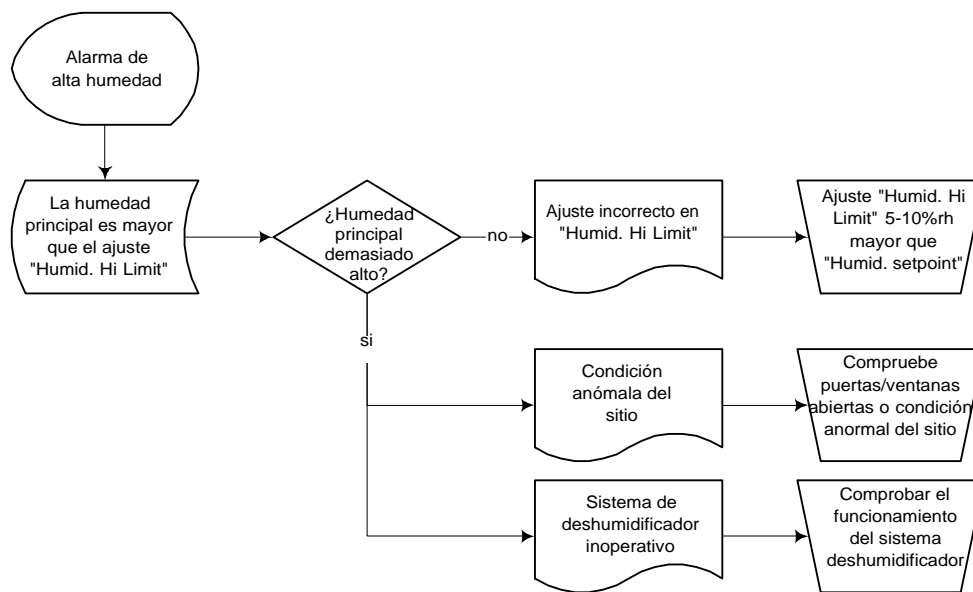 Alarma de
alta humedad
La humedad
principal es mayor
que el ajuste
"Humid. Hi Limit"
¿Humedad
principal
demasiado
alto?
no
Ajuste incorrecto en
"Humid. Hi Limit"
Ajuste "Humid. Hi
Limit" 5-10%rh
mayor que
"Humid. setpoint"
si
Condición
anómala del
sitio
Compruebe
puertas/ventanas
abiertas o condición
anormal del sitio
Sistema de
deshumidificador
inoperativo
Comprobar el
funcionamiento
del sistema
deshumidificador